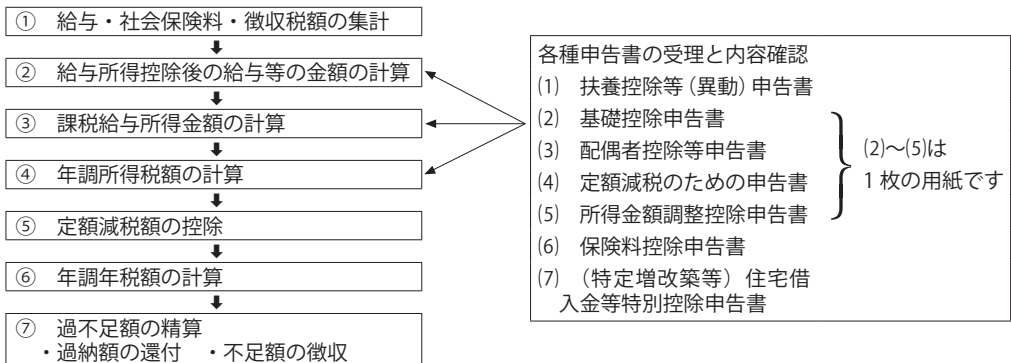 ① 給与・社会保険料・徴収税額の集計
② 給与所得控除後の給与等の金額の計算
③ 課税給与所得金額の計算
④ 年調所得税額の計算
⑤ 定額減税額の控除
⑥ 年調年税額の計算
⑦ 過不足額の精算
・過納額の還付 ・不足額の徴収
各種申告書の受理と内容確認
⑴ 扶養控除等(異動)申告書
⑵ 基礎控除申告書
⑶ 配偶者控除等申告書
⑷ 定額減税のための申告書
⑸ 所得金額調整控除申告書
⑵～⑸は
1枚の用紙です
⑹ 保険料控除申告書
⑺ (特定増改築等)住宅借
入金等特別控除申告書